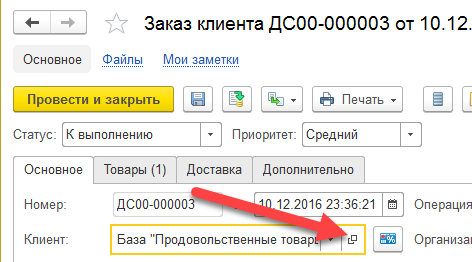 Заказ клиента ДС00-000003 от 10.12.
Основное Файлы Мои заметки
Провести и закрыть Печать
Статус: К выполнению Приоритет: Средний
Основное Товары (1) Доставка Дополнительно
Номер: ДС00-000003 10.12.2016 23:36:21 Операция
Клиент: База "Продовольственные Организа